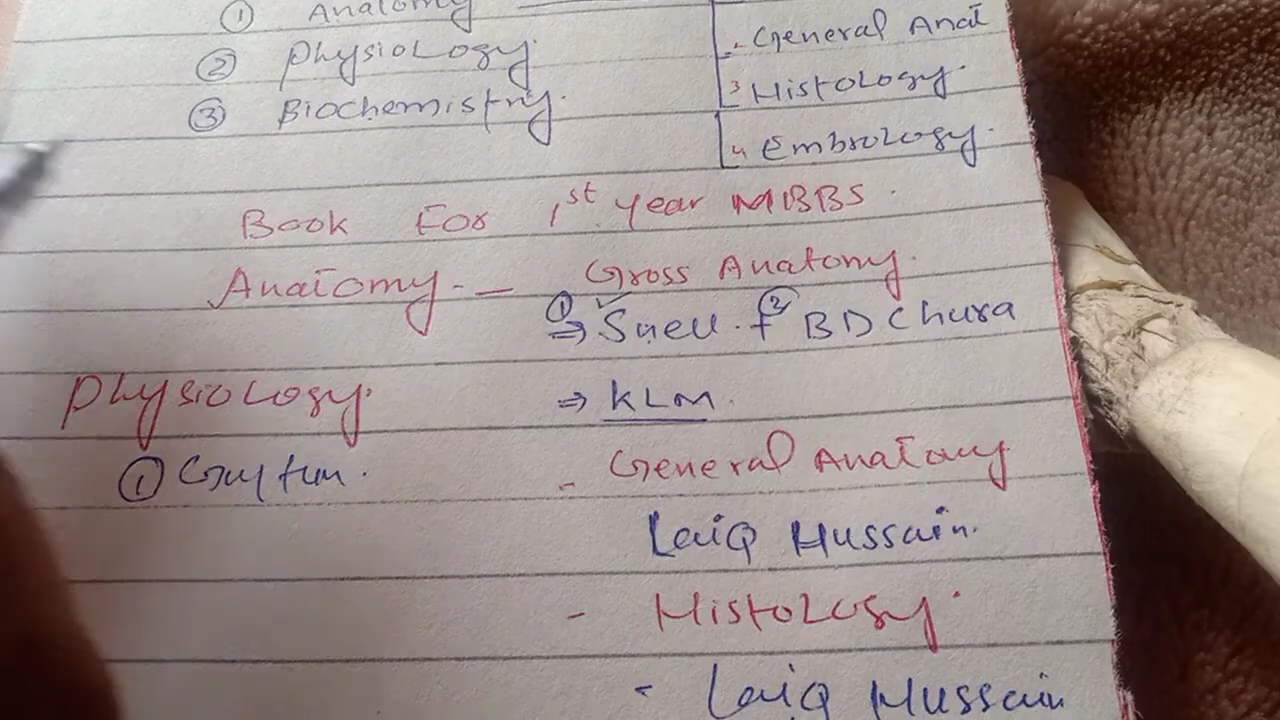 ① Anatomy
General Anat
② Physiology.
3 Histology.
③ Biochemistry.
4 Embrology.
Book For 1st year MBBS.
Anatomy. — Gross Anatomy.
① ⇒ Snell. + ② BD Chura
Physiology. ⇒ KLM.
- General Anatomy
① Guyton.
Laiq Hussain.
- Histology.
- Laiq Hussain